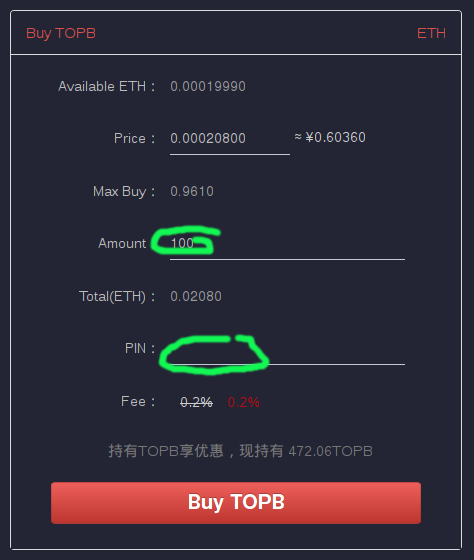 Buy TOPB ETH
Available ETH : 0.00019990
Price : 0.00020800 ≈ ¥0.60360
Max Buy : 0.9610
Amount 100
Total(ETH) : 0.02080
PIN :
Fee : 0.2% 0.2%
持有TOPB享优惠，现持有 472.06TOPB
Buy TOPB